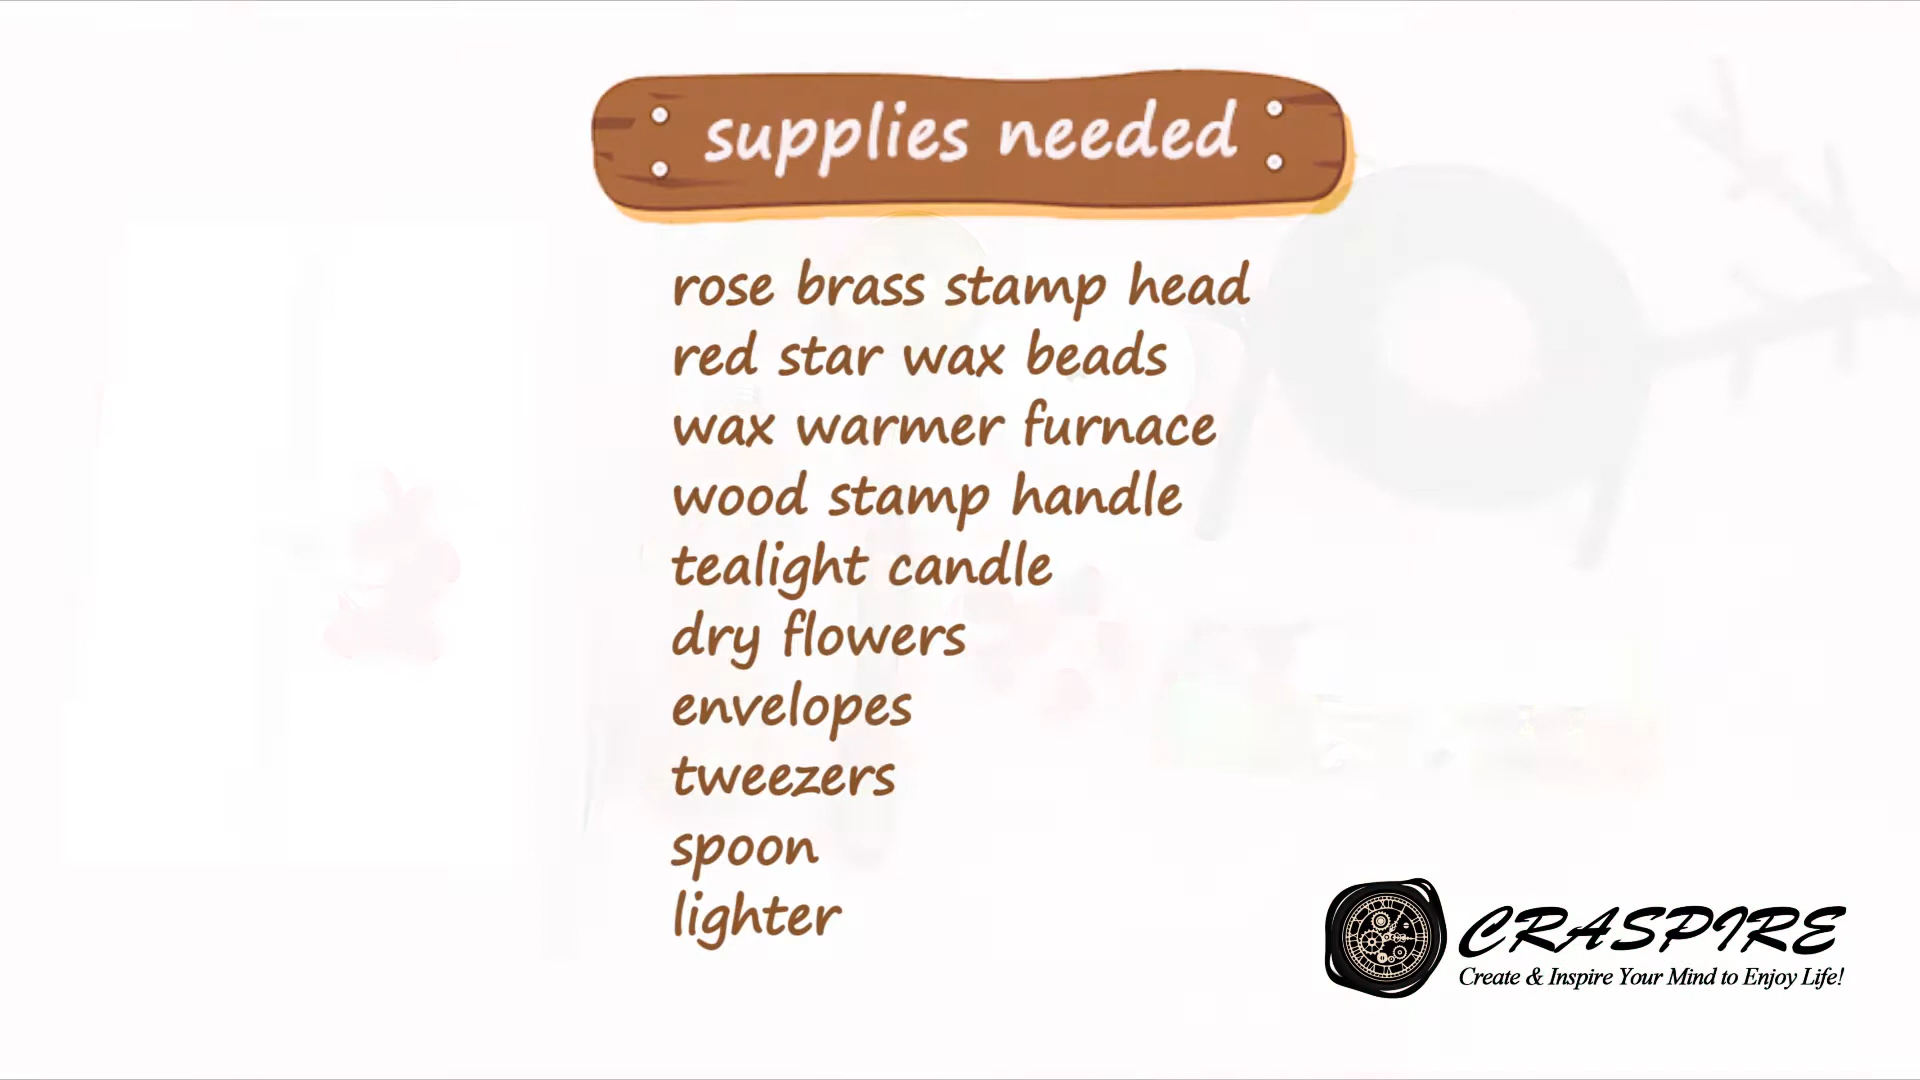 supplies needed
rose brass stamp head
red star wax beads
wax warmer furnace
wood stamp handle
tealight candle
dry flowers
envelopes
tweezers
spoon
lighter
CRASPIRE
Create & Inspire Your Mind to Enjoy Life!